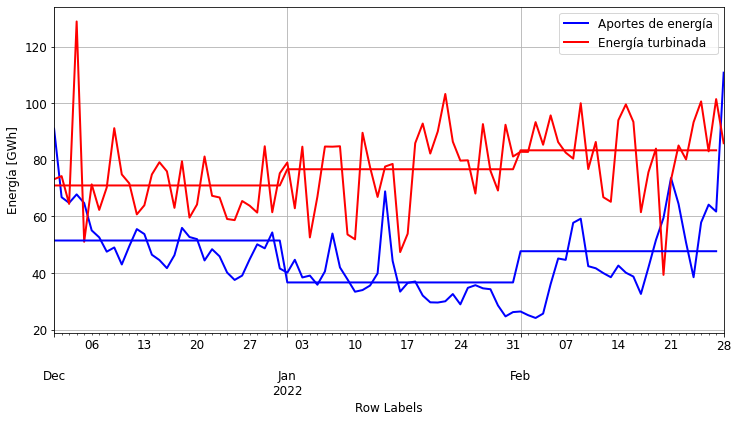 Aportes de energía
Energía turbinada
Energía [GWh]
120
100
80
60
40
20
06 13 20 27 03 10 17 24 31 07 14 21 28
Dec Jan Feb
2022
Row Labels